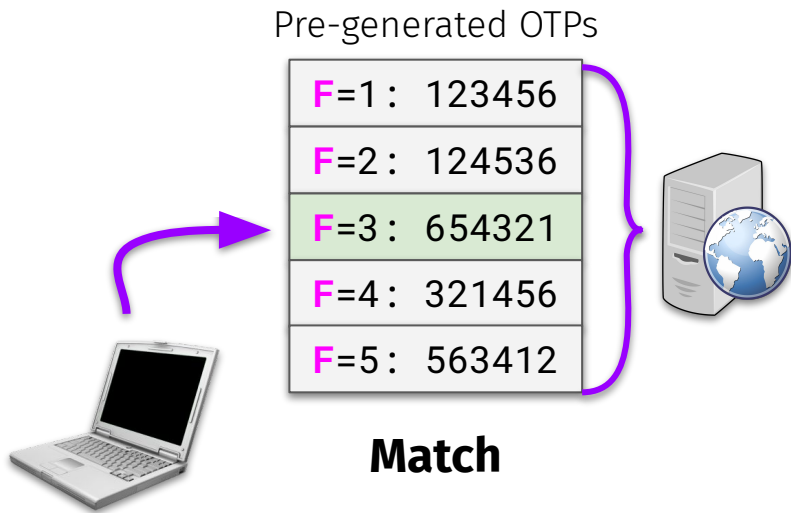 Pre-generated OTPs
F=1: 123456
F=2: 124536
F=3: 654321
F=4: 321456
F=5: 563412
Match